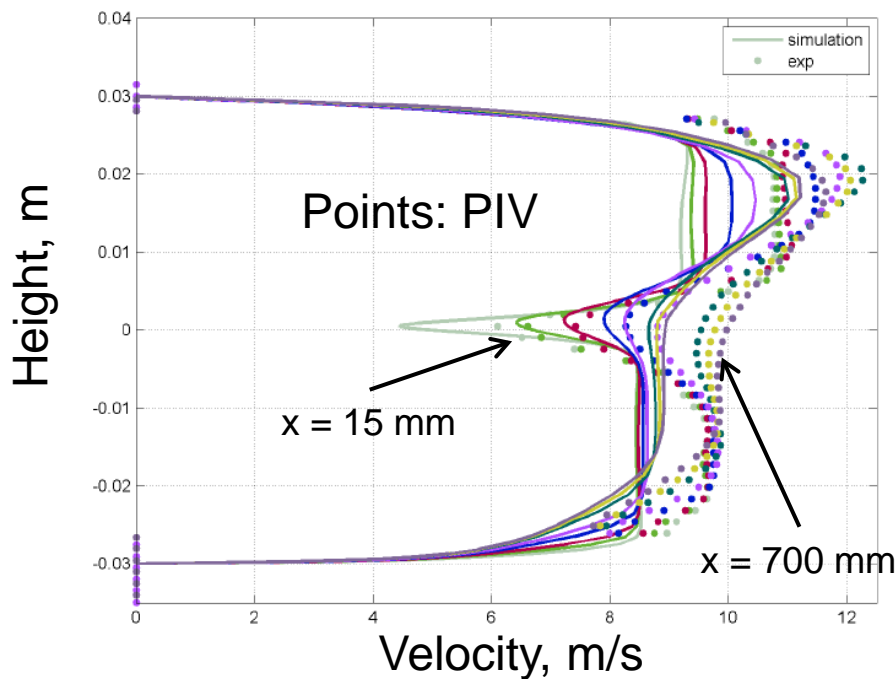 0.04
simulation
exp
0.03
0.02
Points: PIV
0.01
Height, m
0
x = 15 mm
-0.01
-0.02
x = 700 mm
-0.03
0 2 4 6 8 10 12
Velocity, m/s